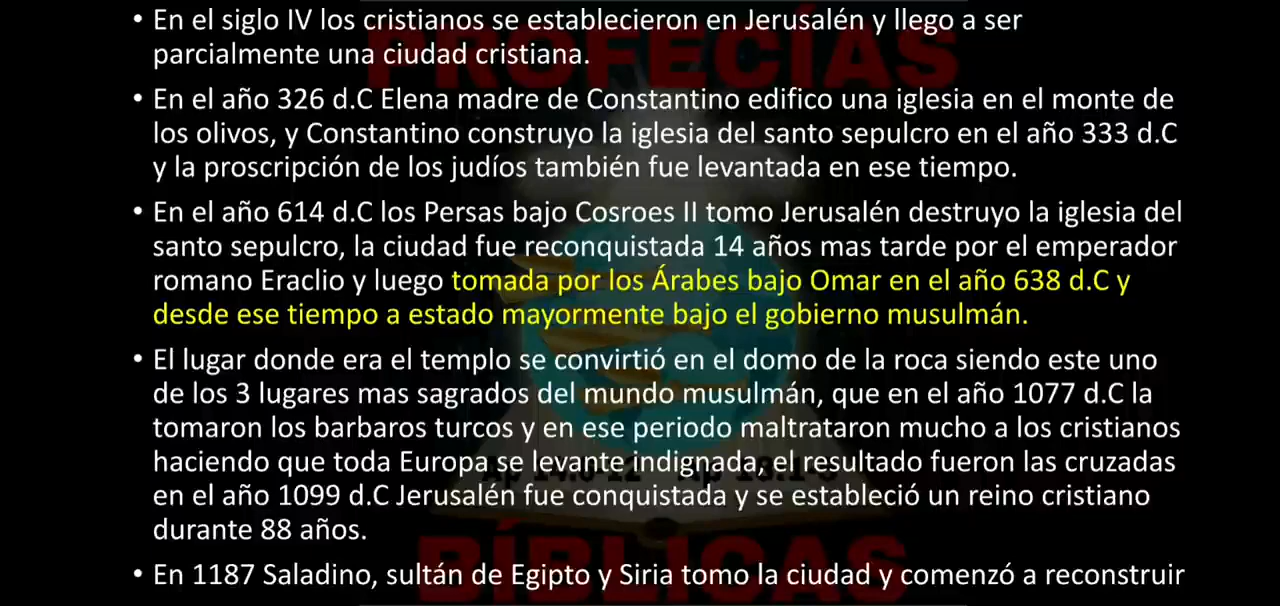 PROFECÍAS
• En el siglo IV los cristianos se establecieron en Jerusalén y llego a ser
parcialmente una ciudad cristiana.
• En el año 326 d.C Elena madre de Constantino edifico una iglesia en el monte de
los olivos, y Constantino construyo la iglesia del santo sepulcro en el año 333 d.C
y la proscripción de los judíos también fue levantada en ese tiempo.
• En el año 614 d.C los Persas bajo Cosroes II tomo Jerusalén destruyo la iglesia del
santo sepulcro, la ciudad fue reconquistada 14 años mas tarde por el emperador
romano Eraclio y luego tomada por los Árabes bajo Omar en el año 638 d.C y
desde ese tiempo a estado mayormente bajo el gobierno musulmán.
• El lugar donde era el templo se convirtió en el domo de la roca siendo este uno
de los 3 lugares mas sagrados del mundo musulmán, que en el año 1077 d.C la
tomaron los barbaros turcos y en ese periodo maltrataron mucho a los cristianos
haciendo que toda Europa se levante indignada, el resultado fueron las cruzadas
en el año 1099 d.C Jerusalén fue conquistada y se estableció un reino cristiano
durante 88 años.
BÍBLICAS
• En 1187 Saladino, sultán de Egipto y Siria tomo la ciudad y comenzó a reconstruir